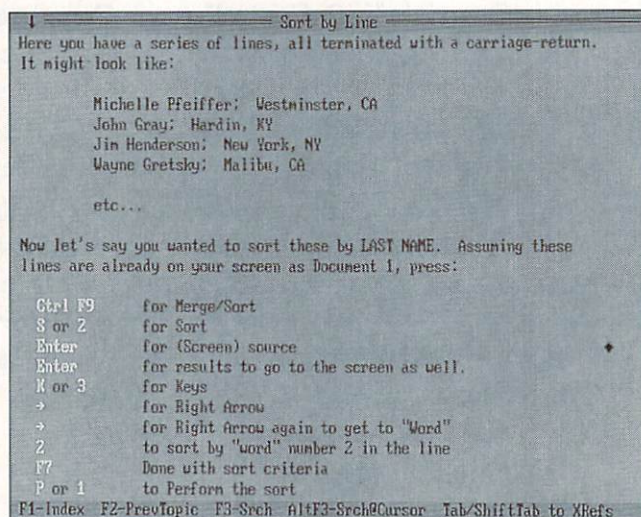 ↓ Sort by Line
Here you have a series of lines, all terminated with a carriage-return.
It might look like:
Michelle Pfeiffer: Westminster, CA
John Gray: Hardin, KY
Jim Henderson: New York, NY
Wayne Gretsky: Malibu, CA
etc...
Now let's say you wanted to sort these by LAST NAME. Assuming these
lines are already on your screen as Document 1, press:
Ctrl F9 for Merge/Sort
S or 2 for Sort
Enter for (Screen) source
Enter for results to go to the screen as well.
K or 3 for Keys
→ for Right Arrow
→ for Right Arrow again to get to "Word"
2 to sort by "word" number 2 in the line
F7 Done with sort criteria
P or 1 to Perform the sort
F1-Index F2-PrevTopic F3-Srch AltF3-Srch@Cursor Tab/ShiftTab to XRefs